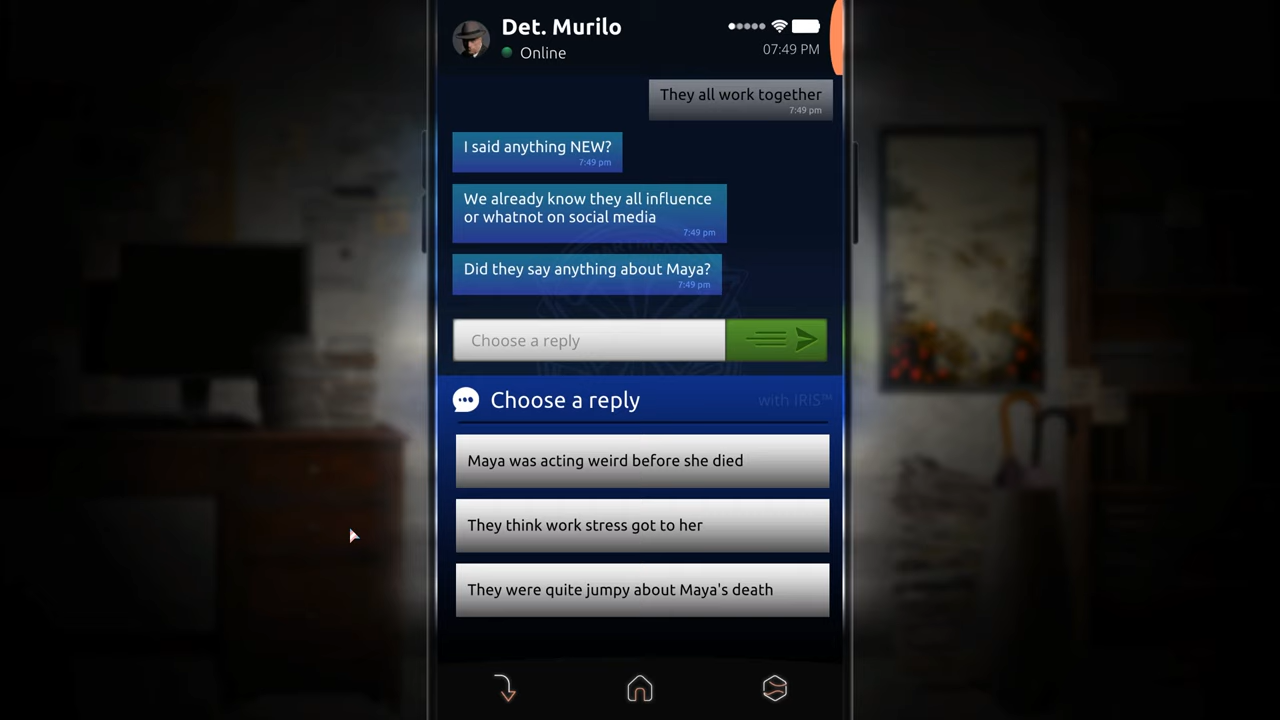 Det. Murilo
Online
07:49 PM
They all work together
7:49 pm
I said anything NEW?
7:49 pm
We already know they all influence
or whatnot on social media
7:49 pm
Did they say anything about Maya?
7:49 pm
Choose a reply
Choose a reply
with IRIS™
Maya was acting weird before she died
They think work stress got to her
They were quite jumpy about Maya's death